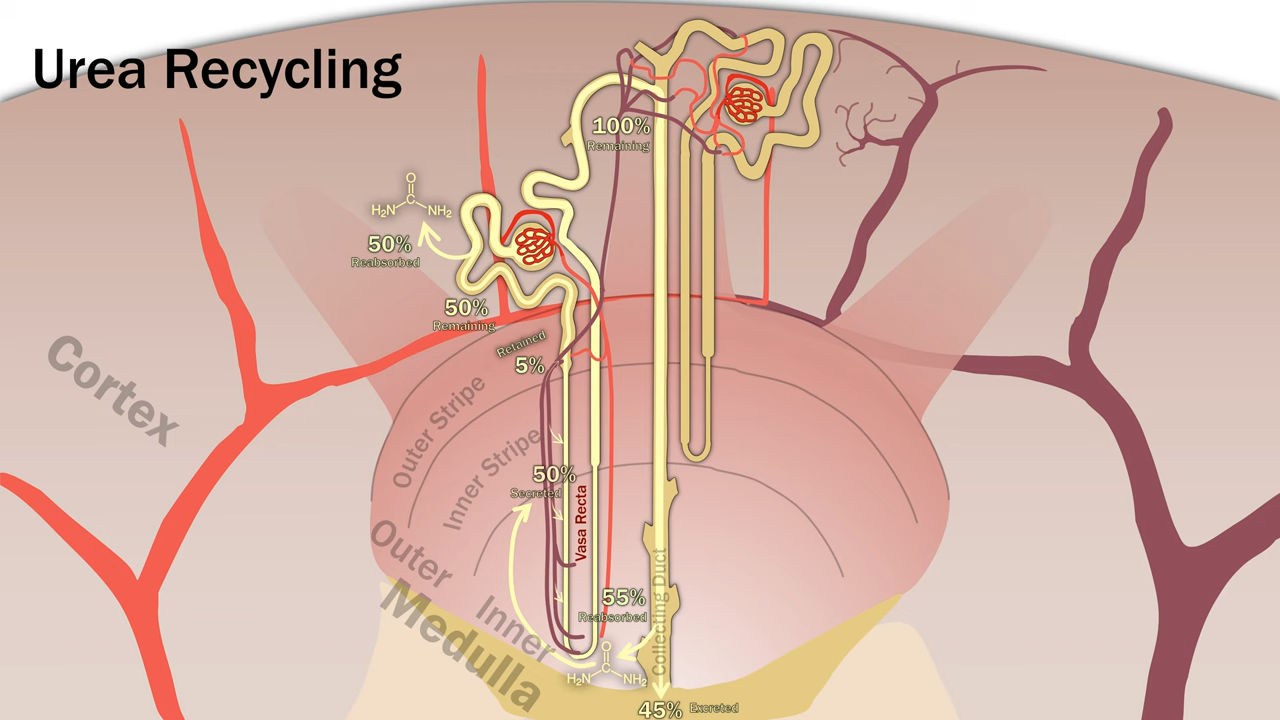 Urea Recycling
100%
Remaining
O
C
H₂N
NH₂
50%
Reabsorbed
50%
Remaining
Retained
5%
Cortex
Outer Stripe
Inner Stripe
50%
Secreted
Vasa Recta
Outer
Inner
Medulla
55%
Reabsorbed
Collecting Duct
O
C
H₂N
NH₂
45% Excreted